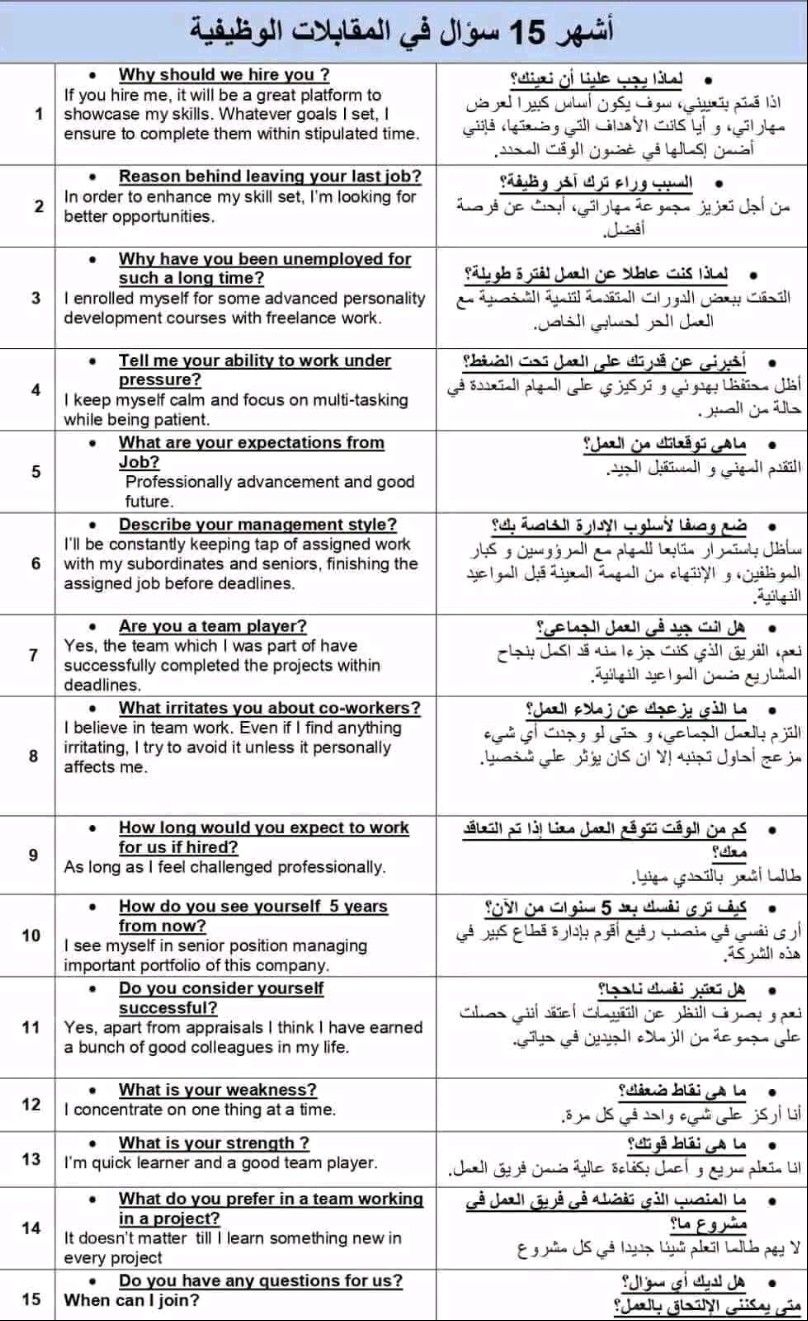 أشهر 15 سؤال في المقابلات الوظيفية
1
• Why should we hire you ?
If you hire me, it will be a great platform to
showcase my skills. Whatever goals I set, I
ensure to complete them within stipulated time.
• لماذا يجب علينا أن نعينك؟
اذا قمتم بتعييني، سوف يكون أساس كبيرا لعرض
مهاراتي، و أيا كانت الأهداف التي وضعتها، فإنني
أضمن إكمالها في غضون الوقت المحدد.
2
• Reason behind leaving your last job?
In order to enhance my skill set, I'm looking for
better opportunities.
• السبب وراء ترك آخر وظيفة؟
من أجل تعزيز مجموعة مهاراتي، أبحث عن فرصة
أفضل.
3
• Why have you been unemployed for
such a long time?
I enrolled myself for some advanced personality
development courses with freelance work.
• لماذا كنت عاطلا عن العمل لفترة طويلة؟
التحقت ببعض الدورات المتقدمة لتنمية الشخصية مع
العمل الحر لحسابي الخاص.
4
• Tell me your ability to work under
pressure?
I keep myself calm and focus on multi-tasking
while being patient.
• أخبرني عن قدرتك على العمل تحت الضغط؟
أظل محتفظا بهدوئي و تركيزي على المهام المتعددة في
حالة من الصبر.
5
• What are your expectations from
Job?
Professionally advancement and good
future.
• ماهي توقعاتك من العمل؟
التقدم المهني و المستقبل الجيد.
6
• Describe your management style?
I'll be constantly keeping tap of assigned work
with my subordinates and seniors, finishing the
assigned job before deadlines.
• ضع وصفا لأسلوب الإدارة الخاصة بك؟
سأظل باستمرار متابعا للمهام مع المرؤوسين و كبار
الموظفين، و الإنتهاء من المهمة المعينة قبل المواعيد
النهائية.
7
• Are you a team player?
Yes, the team which I was part of have
successfully completed the projects within
deadlines.
• هل انت جيد في العمل الجماعي؟
نعم، الفريق الذي كنت جزءا منه قد اكمل بنجاح
المشاريع ضمن المواعيد النهائية.
8
• What irritates you about co-workers?
I believe in team work. Even if I find anything
irritating, I try to avoid it unless it personally
affects me.
• ما الذي يزعجك عن زملاء العمل؟
التزم بالعمل الجماعي، و حتى لو وجدت أي شيء
مزعج أحاول تجنبه إلا ان كان يؤثر علي شخصيا.
9
• How long would you expect to work
for us if hired?
As long as I feel challenged professionally.
• كم من الوقت تتوقع العمل معنا إذا تم التعاقد
معك؟
طالما أشعر بالتحدي مهنيا.
10
• How do you see yourself 5 years
from now?
I see myself in senior position managing
important portfolio of this company.
• كيف ترى نفسك بعد 5 سنوات من الآن؟
أرى نفسي في منصب رفيع أقوم بإدارة قطاع كبير في
هذه الشركة.
11
• Do you consider yourself
successful?
Yes, apart from appraisals I think I have earned
a bunch of good colleagues in my life.
• هل تعتبر نفسك ناجحا؟
نعم و بصرف النظر عن التقييمات أعتقد أنني حصلت
على مجموعة من الزملاء الجيدين في حياتي.
12
• What is your weakness?
I concentrate on one thing at a time.
• ما هي نقاط ضعفك؟
أنا أركز على شيء واحد في كل مرة.
13
• What is your strength ?
I'm quick learner and a good team player.
• ما هي نقاط قوتك؟
انا متعلم سريع و أعمل بكفاءة عالية ضمن فريق العمل.
14
• What do you prefer in a team working
in a project?
It doesn't matter till I learn something new in
every project
• ما المنصب الذي تفضله في فريق العمل في
مشروع ما؟
لا يهم طالما اتعلم شيئا جديدا في كل مشروع
15
• Do you have any questions for us?
When can I join?
• هل لديك أي سؤال؟
متى يمكنني الإلتحاق بالعمل؟